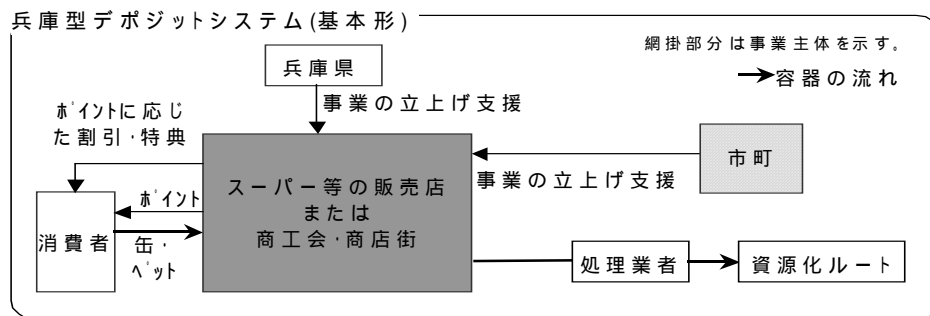 兵庫型デポジットシステム(基本形)
網掛部分は事業主体を示す。
兵庫県
容器の流れ
事業の立上げ支援
ポイントに応じ
た割引・特典
市町
事業の立上げ支援
スーパー等の販売店
または
商工会・商店街
ポイント
消費者
缶・
ペット
処理業者
資源化ルート